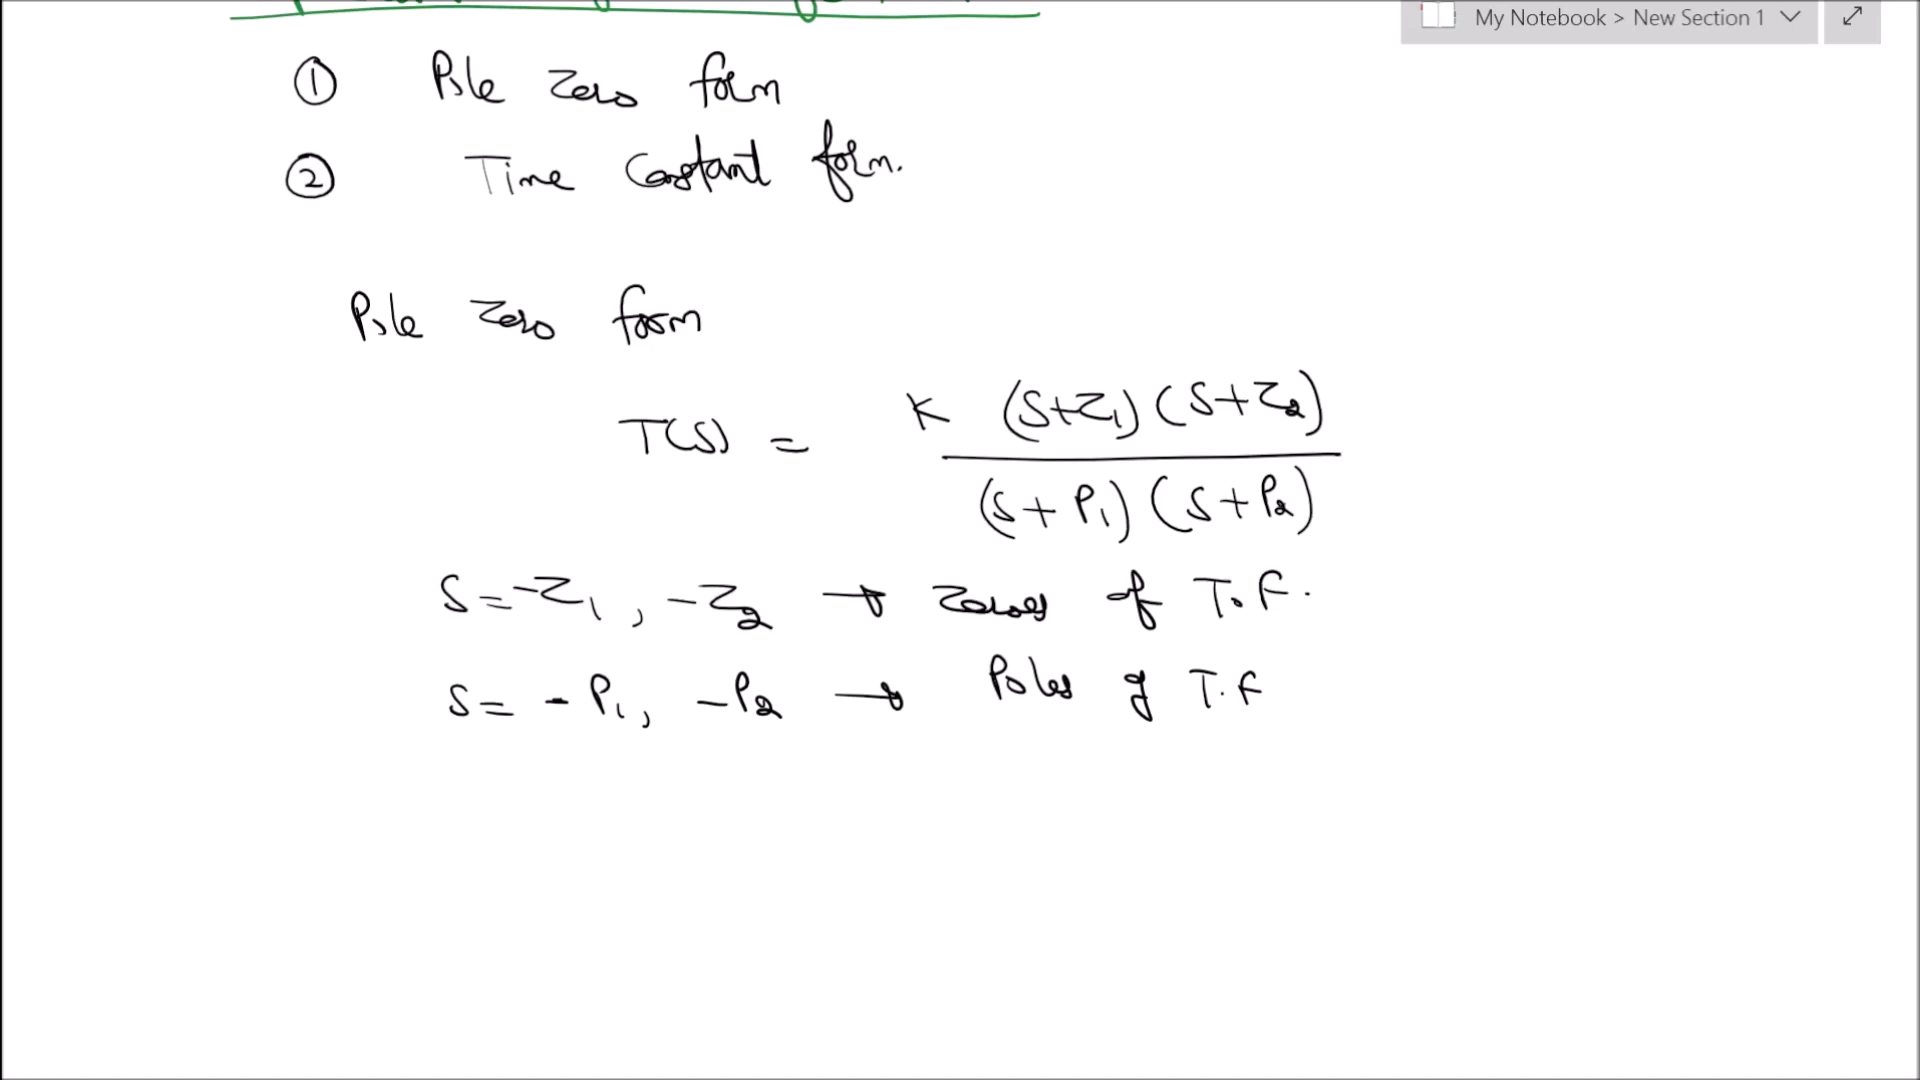 My Notebook > New Section 1
① Pole Zero form
② Time Constant form.
Pole Zero form
T(S) = K (S+Z₁) (S+Z₂) / (S+P₁) (S+P₂)
S=-Z₁, -Z₂ → Zeroes of T.F.
S= -P₁, -P₂ → Poles of T.F